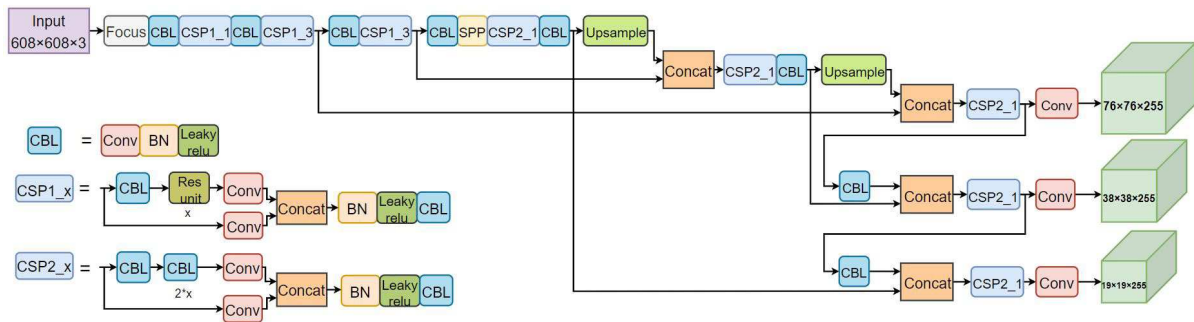 Input
608×608×3
Focus
CBL
CSP1_1
CBL
CSP1_3
CBL
CSP1_3
CBL
SPP
CSP2_1
CBL
Upsample
Concat
CSP2_1
CBL
Upsample
Concat
CSP2_1
Conv
76×76×255
CBL
Concat
CSP2_1
Conv
38×38×255
CBL
Concat
CSP2_1
Conv
19×19×255
CBL
=
Conv
BN
Leaky
relu
CSP1_x
=
CBL
Res
unit
x
Conv
Conv
Concat
BN
Leaky
relu
CBL
CSP2_x
=
CBL
CBL
2*x
Conv
Conv
Concat
BN
Leaky
relu
CBL